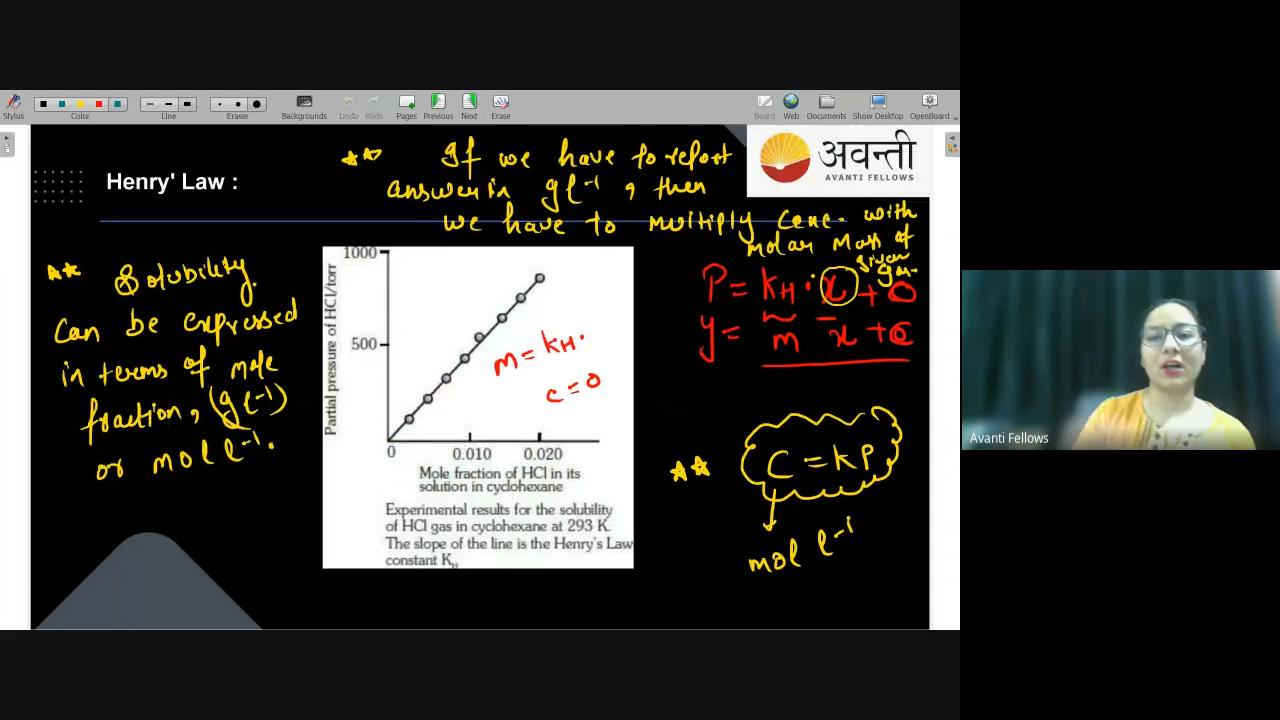 Stylus
Color
Line
Eraser
Backgrounds
Undo
Redo
Pages
Previous
Next
Erase
Board
Web
Documents
Show Desktop
OpenBoard
Henry' Law :
अवन्ती
AVANTI FELLOWS
** If we have to report
answer in g l⁻¹, then
we have to multiply conc. with
molar mass of
given
gas.
** Solubility
can be expressed
in terms of mole
fraction, (g l⁻¹)
or mol l⁻¹.
Partial pressure of HCl/torr
1000
500
0
0.010
0.020
m = KH.
c = 0
Mole fraction of HCl in its
solution in cyclohexane
Experimental results for the solubility
of HCl gas in cyclohexane at 293 K.
The slope of the line is the Henry's Law
constant K_H
P = KH · x + 0
y = m x + c
** C = KP
mol l⁻¹
Avanti Fellows